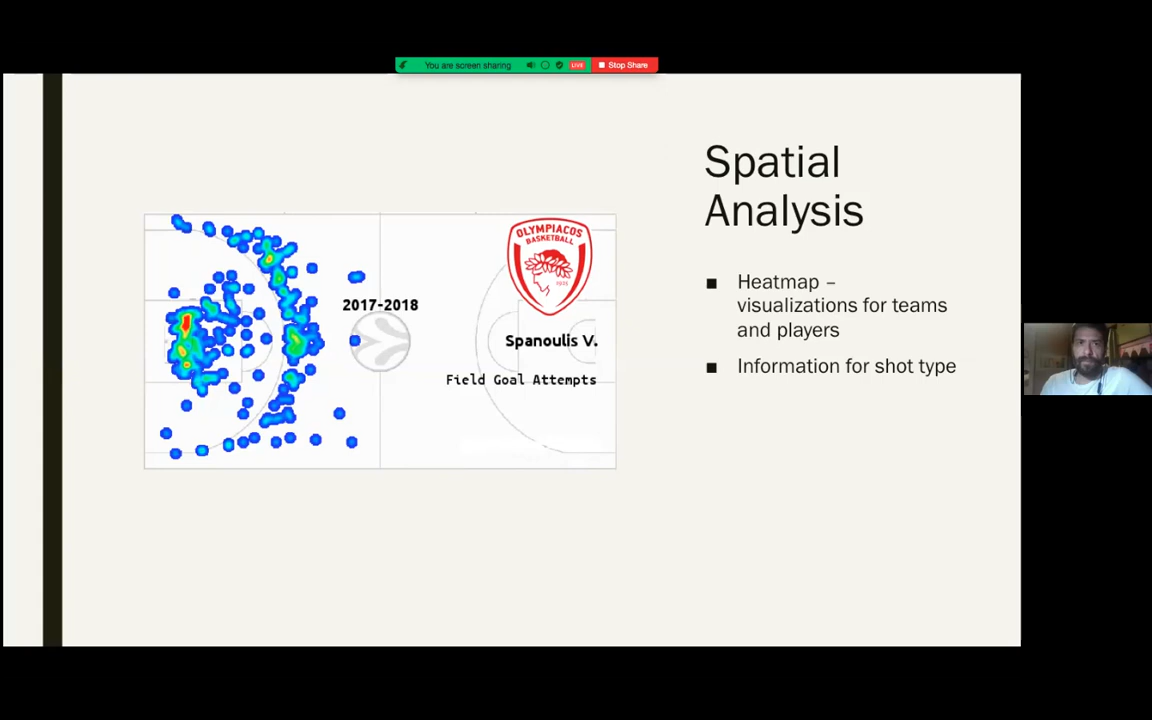 You are screen sharing
LIVE
Stop Share
Spatial
Analysis
OLYMPIACOS
BASKETBALL
1925
2017-2018
Spanoulis V.
Field Goal Attempts
■ Heatmap –
visualizations for teams
and players
■ Information for shot type